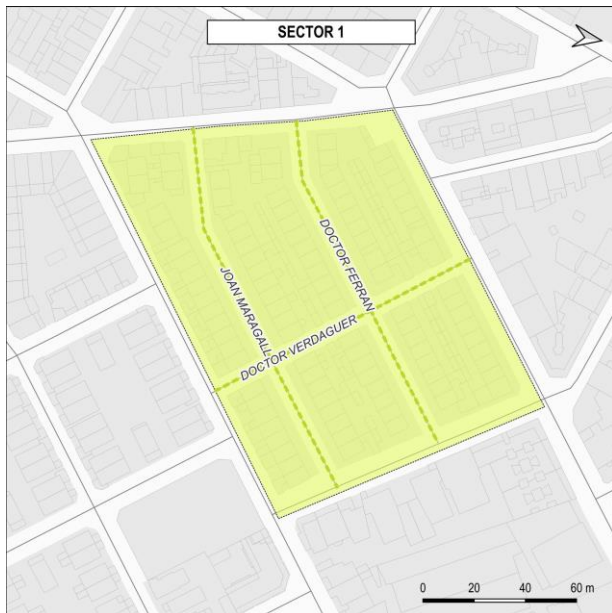 SECTOR 1
DOCTOR FERRAN
JOAN MARAGALL
DOCTOR VERDAGUER
0 20 40 60 m